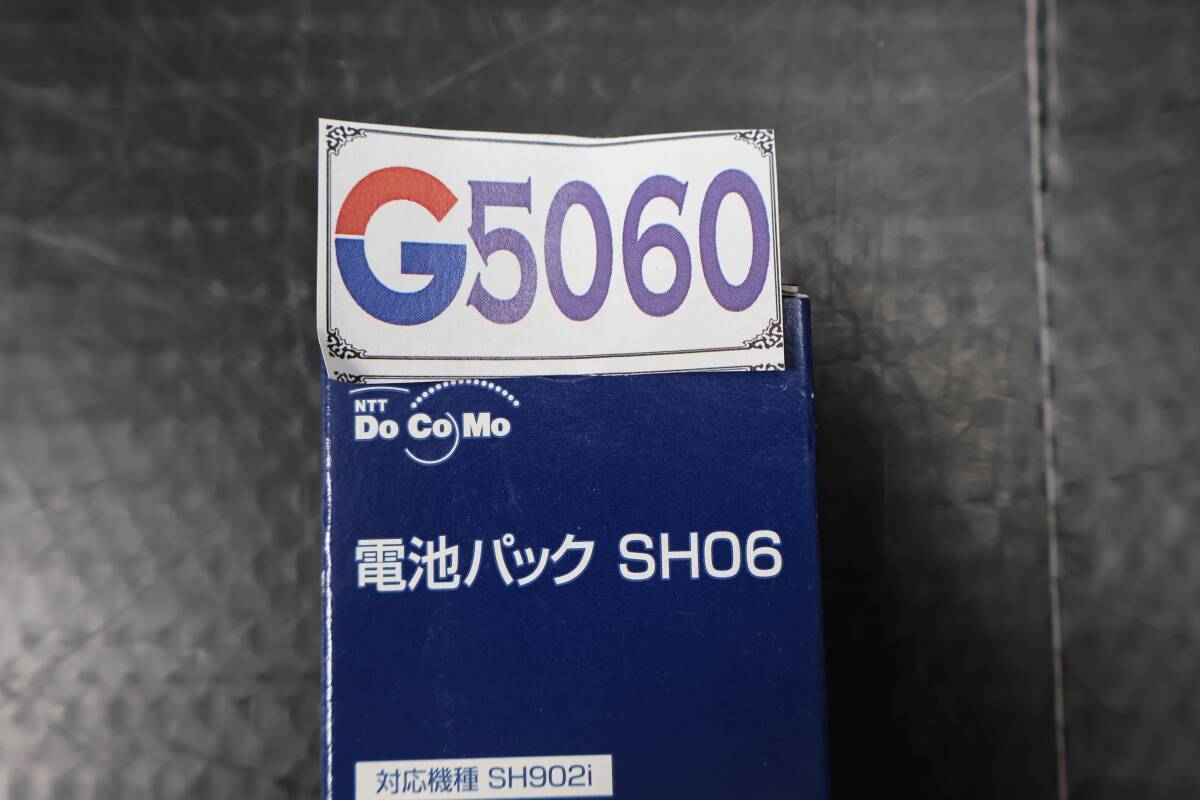 G5060
NTT
DoCoMo
電池パック SH06
対応機種 SH902i